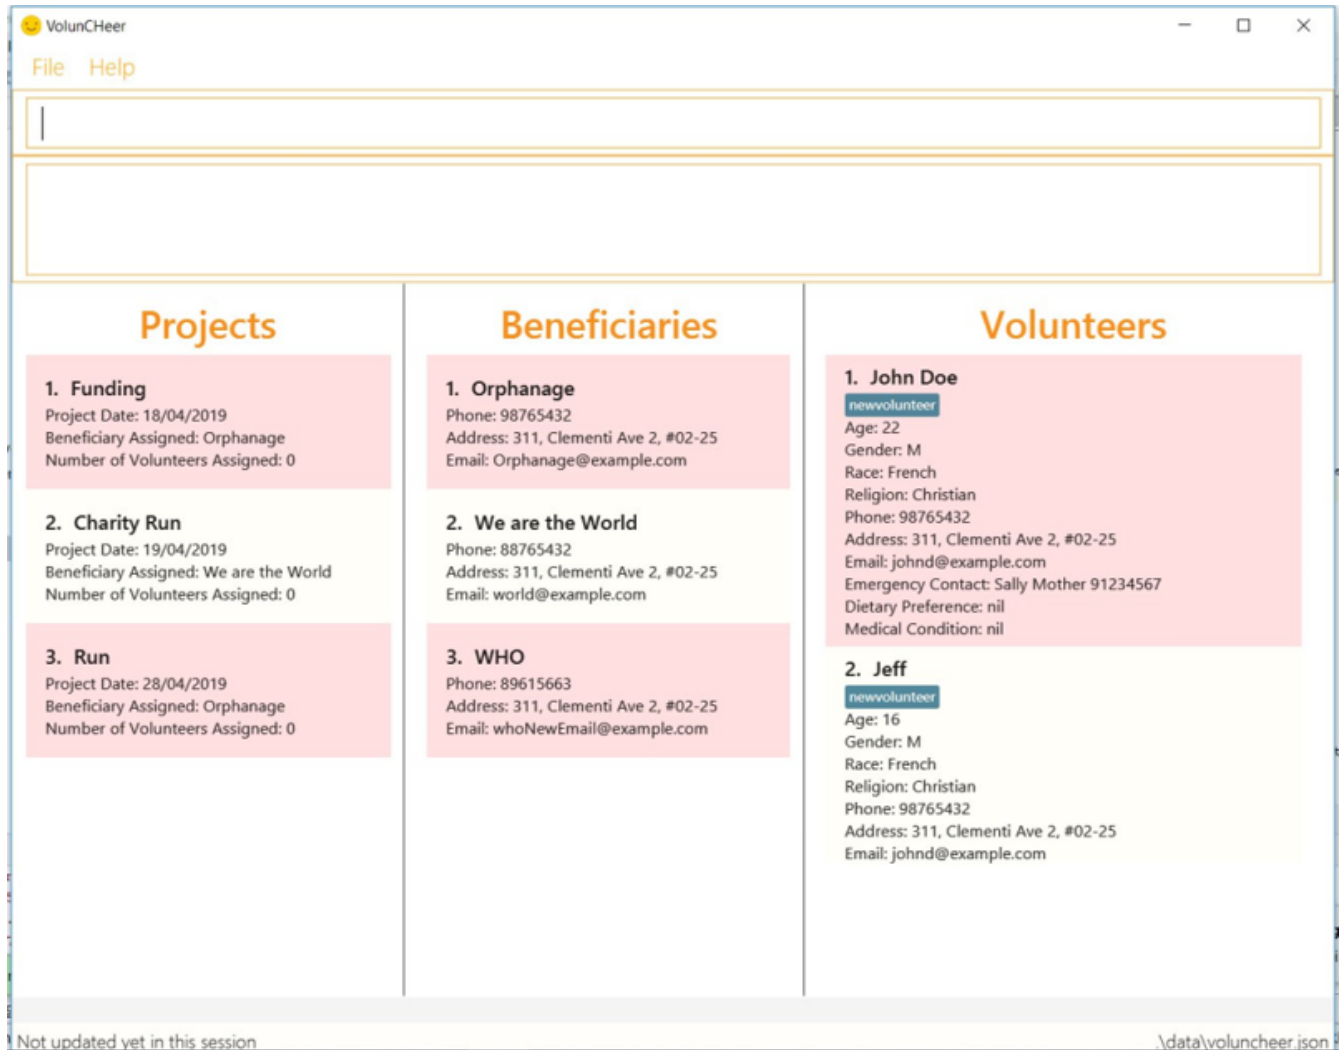 VolunCHeer
File Help
Projects
1. Funding
Project Date: 18/04/2019
Beneficiary Assigned: Orphanage
Number of Volunteers Assigned: 0
2. Charity Run
Project Date: 19/04/2019
Beneficiary Assigned: We are the World
Number of Volunteers Assigned: 0
3. Run
Project Date: 28/04/2019
Beneficiary Assigned: Orphanage
Number of Volunteers Assigned: 0
Beneficiaries
1. Orphanage
Phone: 98765432
Address: 311, Clementi Ave 2, #02-25
Email: Orphanage@example.com
2. We are the World
Phone: 88765432
Address: 311, Clementi Ave 2, #02-25
Email: world@example.com
3. WHO
Phone: 89615663
Address: 311, Clementi Ave 2, #02-25
Email: whoNewEmail@example.com
Volunteers
1. John Doe
newvolunteer
Age: 22
Gender: M
Race: French
Religion: Christian
Phone: 98765432
Address: 311, Clementi Ave 2, #02-25
Email: johnd@example.com
Emergency Contact: Sally Mother 91234567
Dietary Preference: nil
Medical Condition: nil
2. Jeff
newvolunteer
Age: 16
Gender: M
Race: French
Religion: Christian
Phone: 98765432
Address: 311, Clementi Ave 2, #02-25
Email: johnd@example.com
Not updated yet in this session
.\data\voluncheer.json